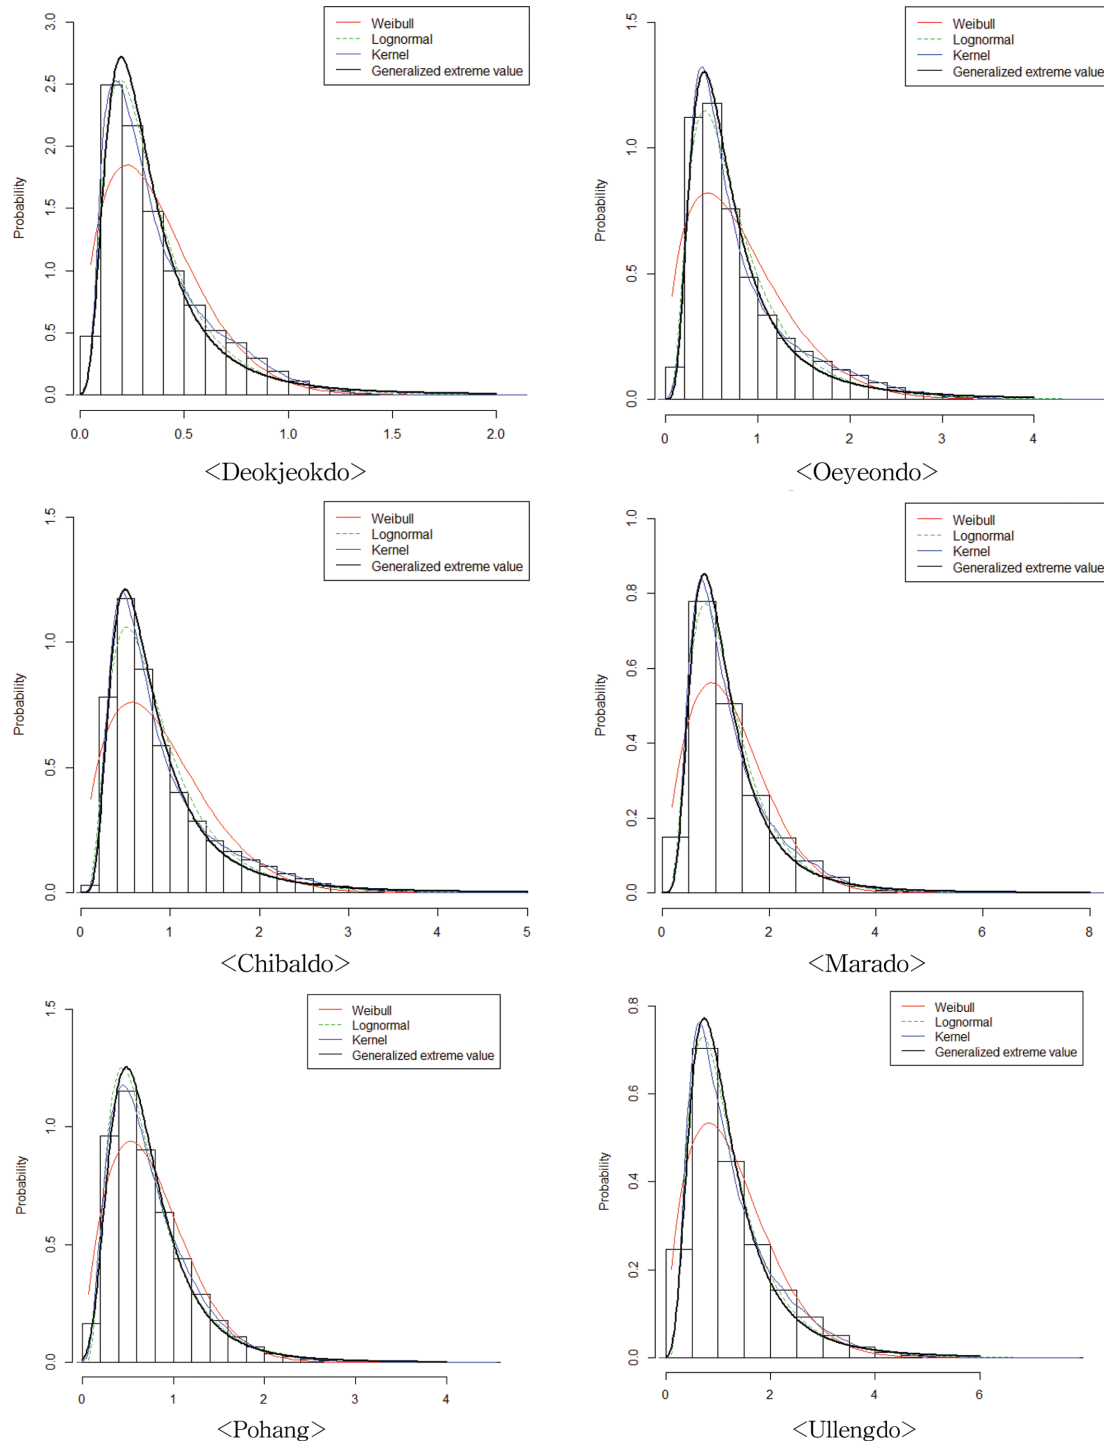 3.0
2.5
2.0
1.5
1.0
0.5
0.0
Probability
Weibull
Lognormal
Kernel
Generalized extreme value
0.0 0.5 1.0 1.5 2.0
<Deokjeokdo>
1.5
1.0
0.5
0.0
Probability
Weibull
Lognormal
Kernel
Generalized extreme value
0 1 2 3 4
<Oeyeondo>
1.5
1.0
0.5
0.0
Probability
Weibull
Lognormal
Kernel
Generalized extreme value
0 1 2 3 4 5
<Chibaldo>
1.0
0.8
0.6
0.4
0.2
0.0
Probability
Weibull
Lognormal
Kernel
Generalized extreme value
0 2 4 6 8
<Marado>
1.5
1.0
0.5
0.0
Probability
Weibull
Lognormal
Kernel
Generalized extreme value
0 1 2 3 4
<Pohang>
0.8
0.6
0.4
0.2
0.0
Probability
Weibull
Lognormal
Kernel
Generalized extreme value
0 2 4 6
<Ullengdo>